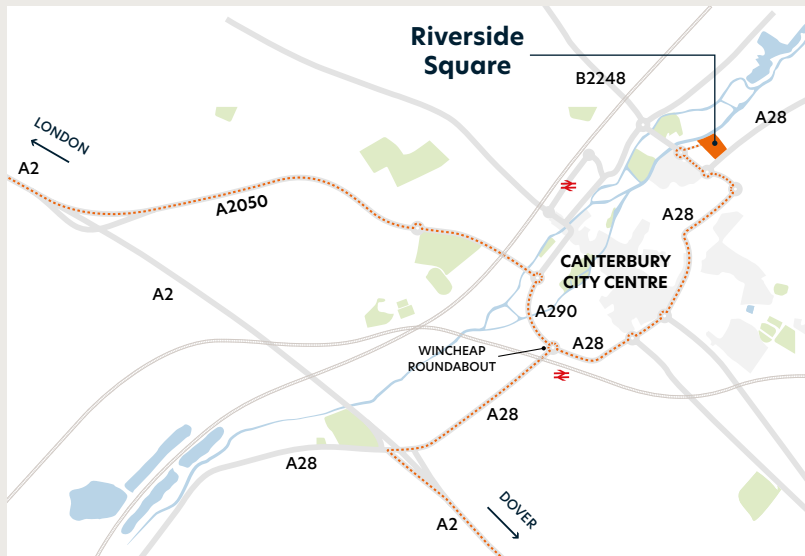 Riverside
Square
B2248
A28
LONDON
A2
A2050
A28
CANTERBURY
CITY CENTRE
A2
A290
A28
WINCHEAP
ROUNDABOUT
A28
A28
DOVER
A2